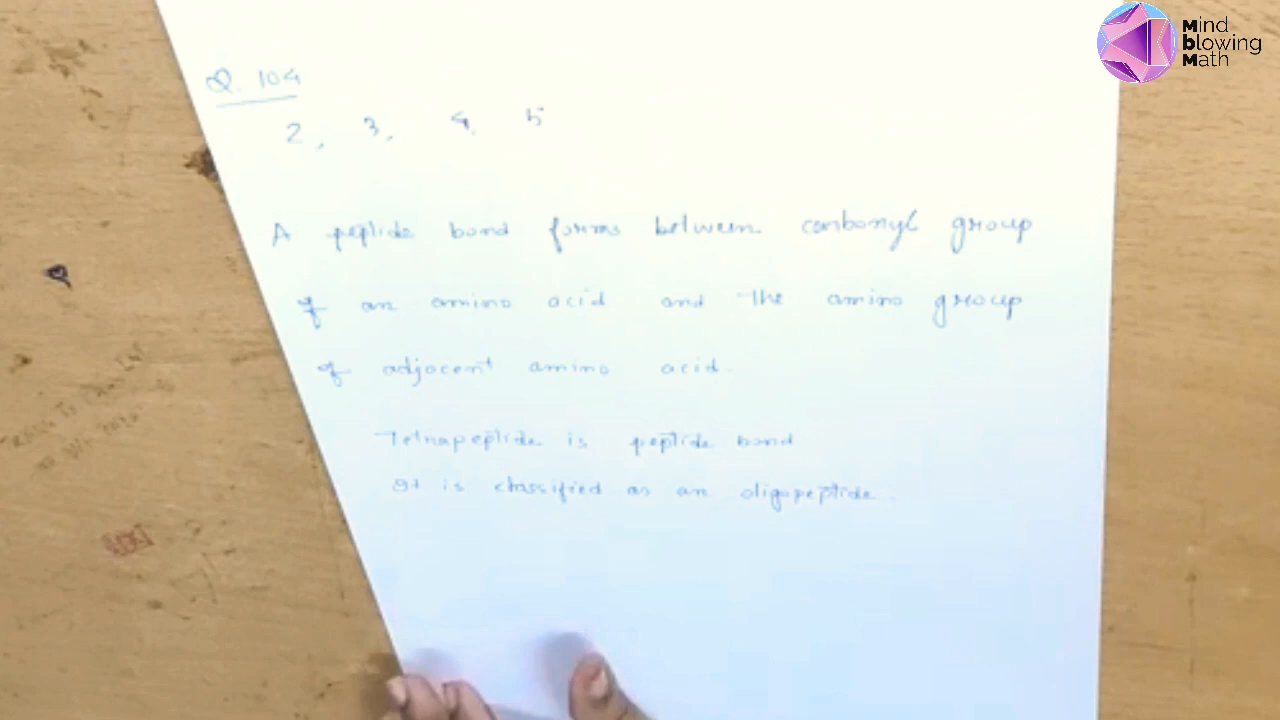 Mind
blowing
Math
Q. 104
2, 3, 4, 5
A peptide bond forms between carbonyl group
of an amino acid and the amino group
of adjacent amino acid.
Tetrapeptide is peptide bond
It is classified as an oligopeptide.